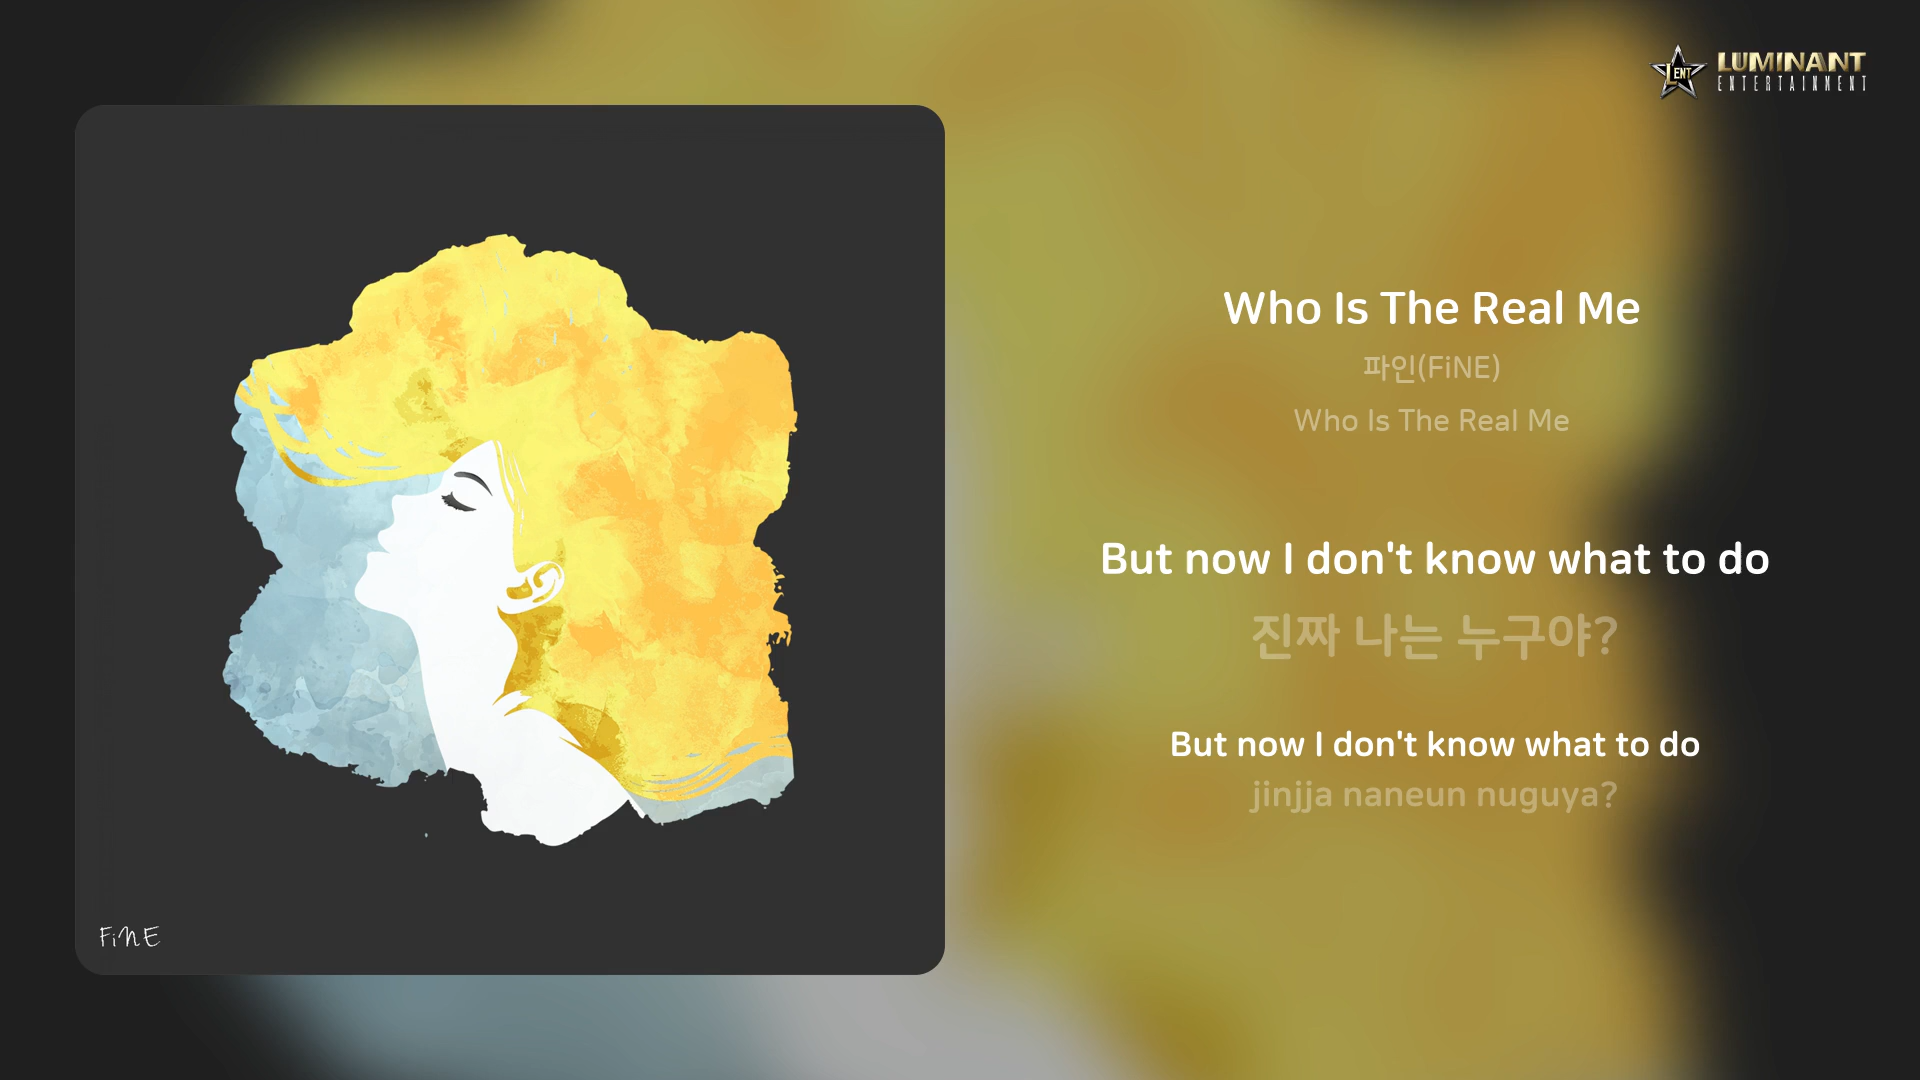 L ENT
LUMINANT
ENTERTAINMENT
Who Is The Real Me
파인(FiNE)
Who Is The Real Me
But now I don't know what to do
진짜 나는 누구야?
But now I don't know what to do
jinjja naneun nuguya?
FiNE